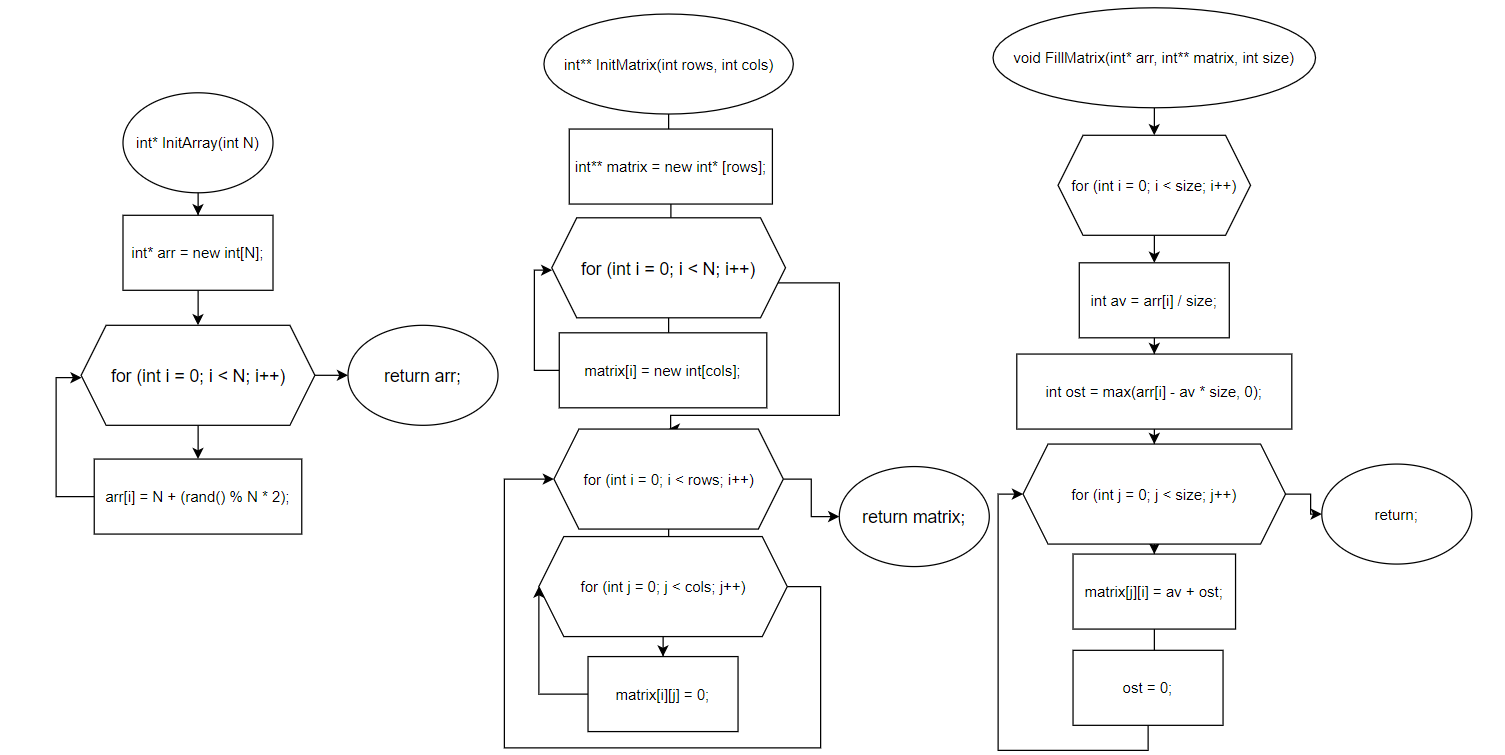 int* InitArray(int N)
int* arr = new int[N];
for (int i = 0; i < N; i++)
return arr;
arr[i] = N + (rand() % N * 2);
int** InitMatrix(int rows, int cols)
int** matrix = new int* [rows];
for (int i = 0; i < N; i++)
matrix[i] = new int[cols];
for (int i = 0; i < rows; i++)
return matrix;
for (int j = 0; j < cols; j++)
matrix[i][j] = 0;
void FillMatrix(int* arr, int** matrix, int size)
for (int i = 0; i < size; i++)
int av = arr[i] / size;
int ost = max(arr[i] - av * size, 0);
for (int j = 0; j < size; j++)
return;
matrix[j][i] = av + ost;
ost = 0;